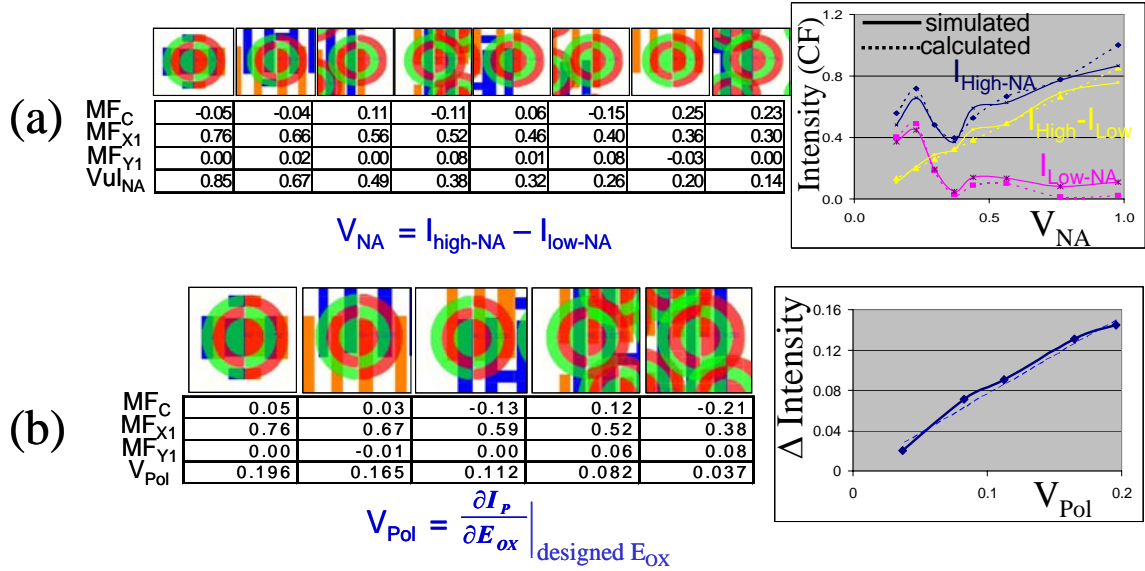 (a)
MF_C -0.05 -0.04 0.11 -0.11 0.06 -0.15 0.25 0.23
MF_X1 0.76 0.66 0.56 0.52 0.46 0.40 0.36 0.30
MF_Y1 0.00 0.02 0.00 0.08 0.01 0.08 -0.03 0.00
Vul_NA 0.85 0.67 0.49 0.38 0.32 0.26 0.20 0.14
V_NA = I_high-NA – I_low-NA
Intensity (CF)
1.2
0.8
0.4
0.0
simulated
calculated
I_High-NA
I_High-I_Low
I_Low-NA
0.0 0.5 1.0
V_NA
(b)
MF_C 0.05 0.03 -0.13 0.12 -0.21
MF_X1 0.76 0.67 0.59 0.52 0.38
MF_Y1 0.00 -0.01 0.00 0.06 0.08
V_Pol 0.196 0.165 0.112 0.082 0.037
V_Pol = ∂I_P / ∂E_OX | designed E_OX
Δ Intensity
0.16
0.12
0.08
0.04
0
0 0.1 0.2
V_Pol